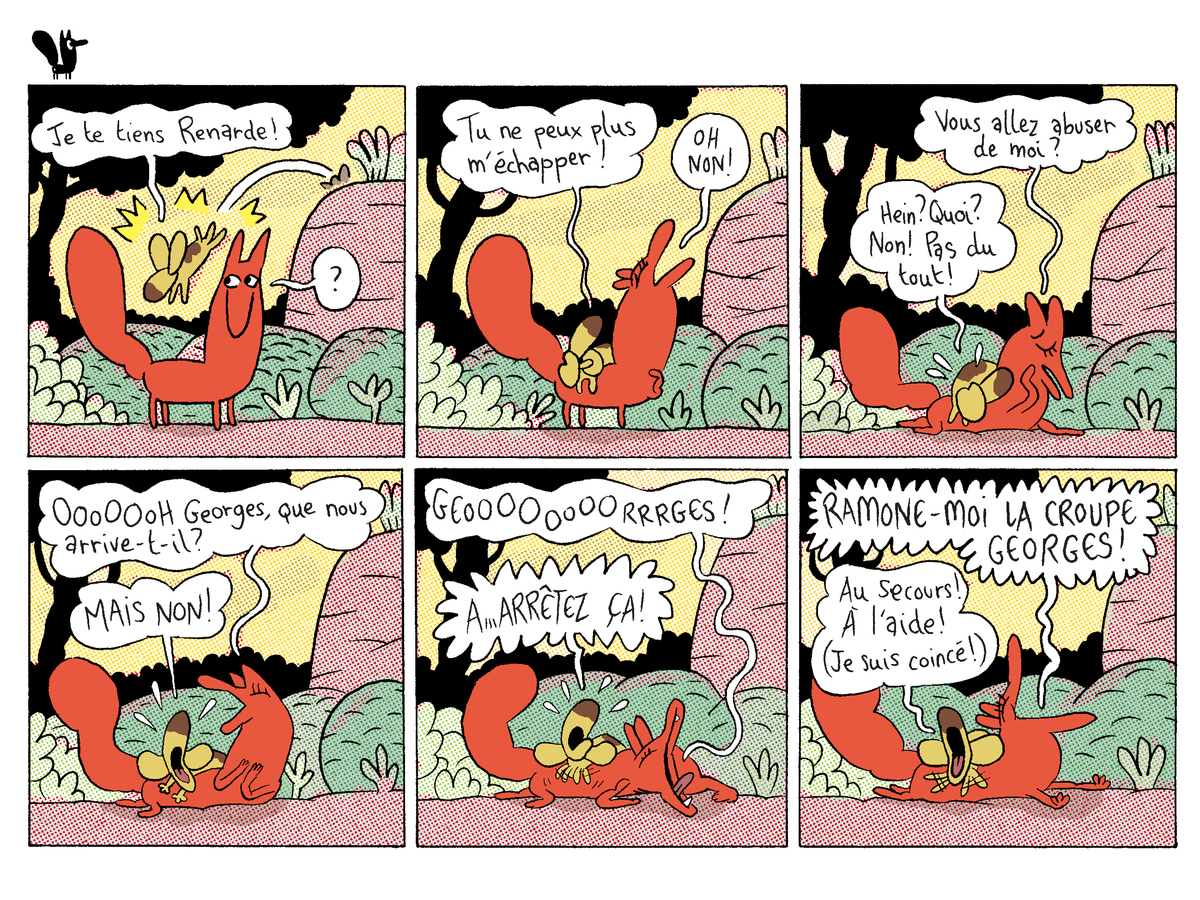 Je te tiens Renarde!
?
Tu ne peux plus
m'échapper!
OH
NON!
Vous allez abuser
de moi?
Hein? Quoi?
Non! Pas du
tout!
OooOOoH Georges, que nous
arrive-t-il?
MAIS NON!
GEOOOOOOOORRRGES!
A...ARRÊTEZ ÇA!
RAMONE-MOI LA CROUPE
GEORGES!
Au secours!
À l'aide!
(Je suis coincé!)